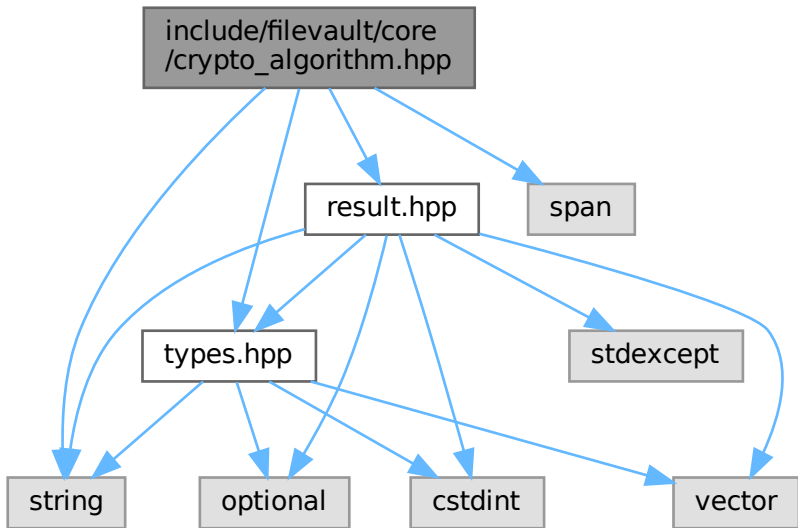 include/filevault/core
/crypto_algorithm.hpp
result.hpp
span
types.hpp
stdexcept
string
optional
cstdint
vector